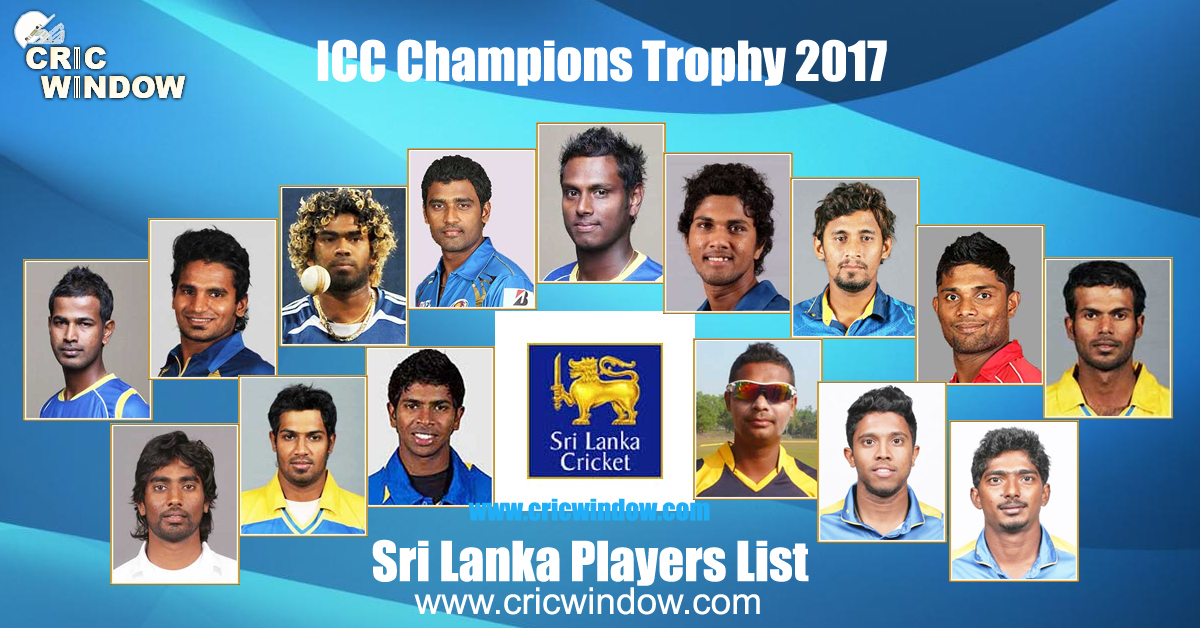 CRIC
WINDOW
ICC Champions Trophy 2017
Sri Lanka
Cricket
www.cricwindow.com
Sri Lanka Players List
www.cricwindow.com